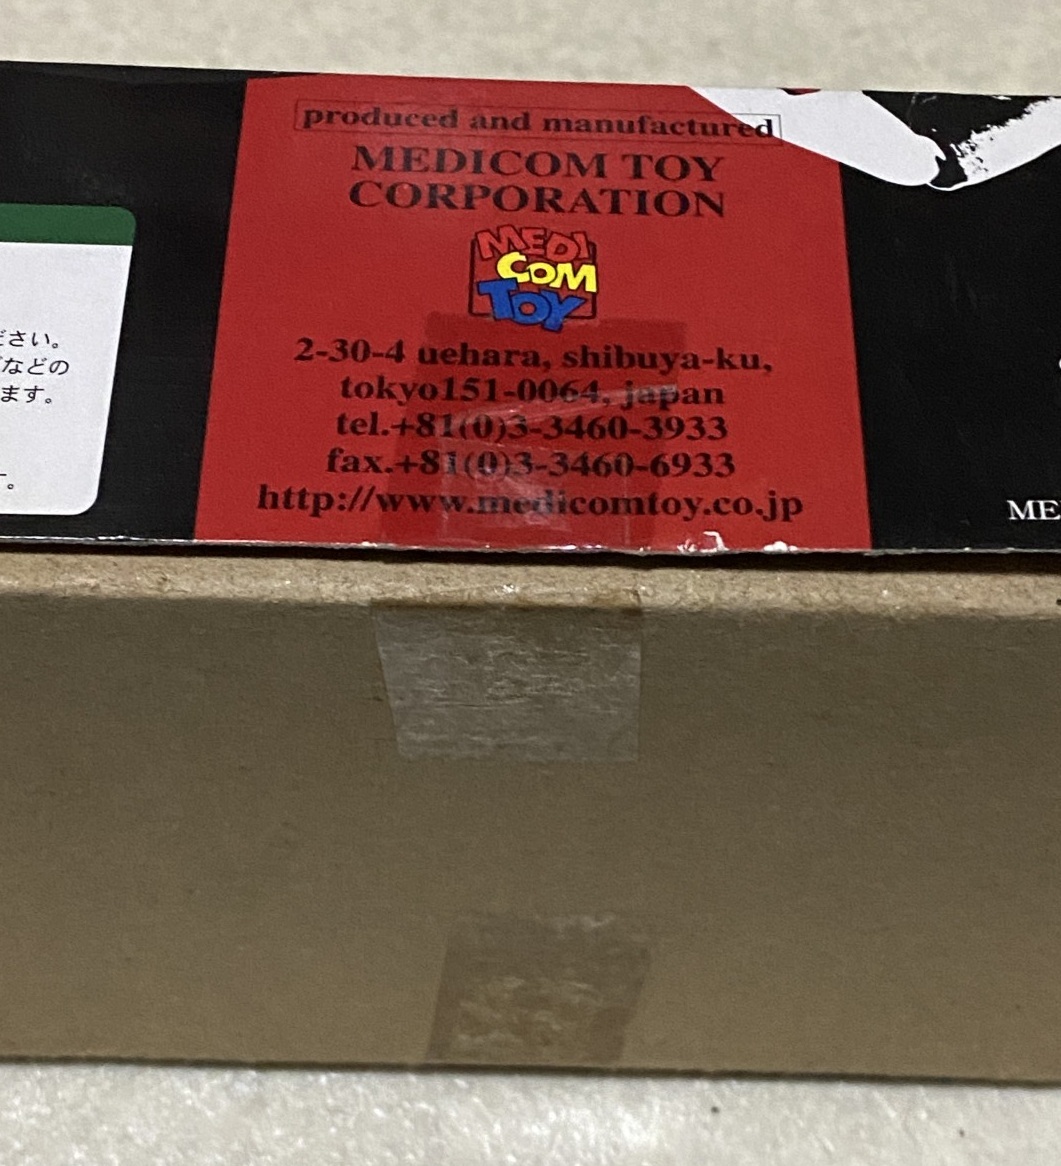 produced and manufactured
MEDICOM TOY
CORPORATION
MEDI
COM
TOY
2-30-4 uehara, shibuya-ku,
tokyo151-0064, japan
tel.+81(0)3-3460-3933
fax.+81(0)3-3460-6933
http://www.medicomtoy.co.jp
ださい。
などの
ます。
す。
ME